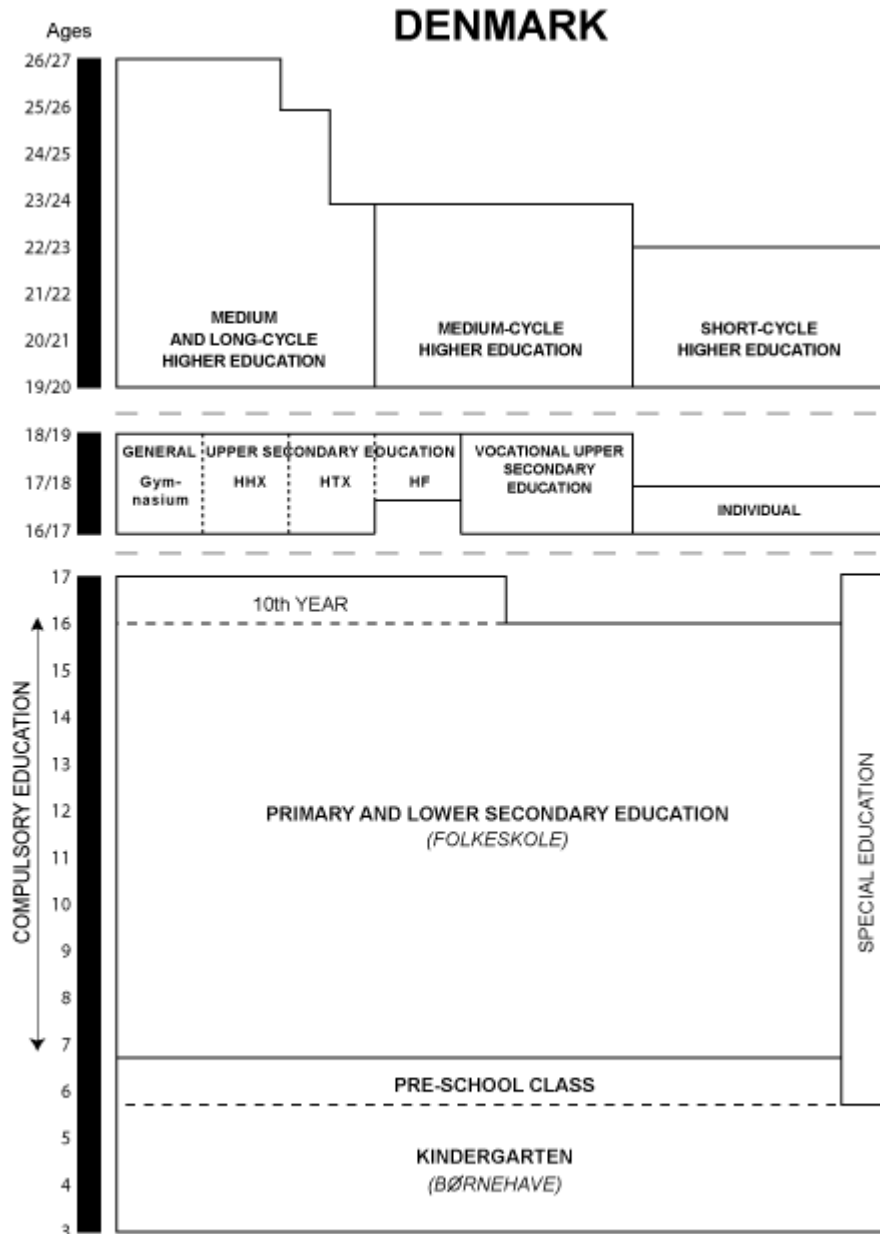 DENMARK
Ages
26/27
25/26
24/25
23/24
22/23
21/22
20/21
19/20
MEDIUM
AND LONG-CYCLE
HIGHER EDUCATION
MEDIUM-CYCLE
HIGHER EDUCATION
SHORT-CYCLE
HIGHER EDUCATION
18/19
17/18
16/17
GENERAL UPPER SECONDARY EDUCATION
Gym-
nasium
HHX
HTX
HF
VOCATIONAL UPPER
SECONDARY
EDUCATION
INDIVIDUAL
17
16
15
14
13
12
11
10
9
8
7
6
5
4
3
COMPULSORY EDUCATION
10th YEAR
PRIMARY AND LOWER SECONDARY EDUCATION
(FOLKESKOLE)
SPECIAL EDUCATION
PRE-SCHOOL CLASS
KINDERGARTEN
(BØRNEHAVE)